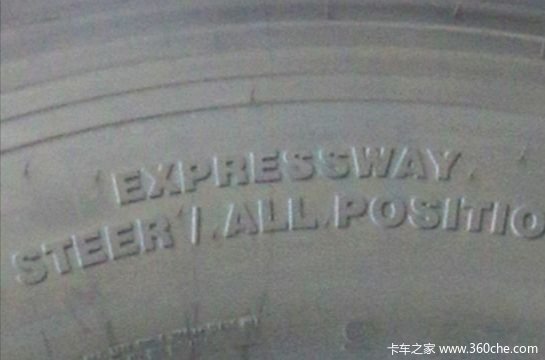 EXPRESSWAY
STEER / ALL POSITIO
卡车之家 www.360che.com